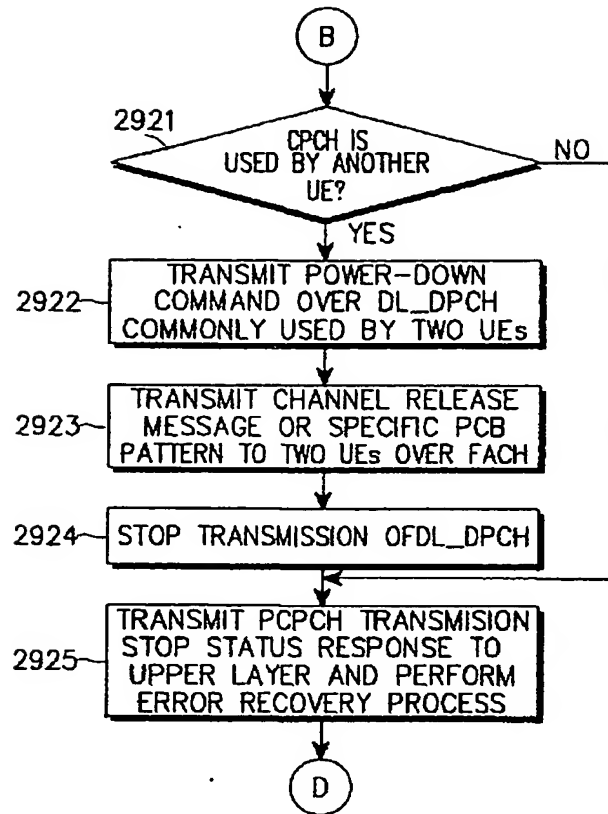 B
2921
CPCH IS
USED BY ANOTHER
UE?
NO
YES
2922
TRANSMIT POWER-DOWN
COMMAND OVER DL_DPCH
COMMONLY USED BY TWO UEs
2923
TRANSMIT CHANNEL RELEASE
MESSAGE OR SPECIFIC PCB
PATTERN TO TWO UEs OVER FACH
2924
STOP TRANSMISSION OFDL_DPCH
2925
TRANSMIT PCPCH TRANSMISION
STOP STATUS RESPONSE TO
UPPER LAYER AND PERFORM
ERROR RECOVERY PROCESS
D